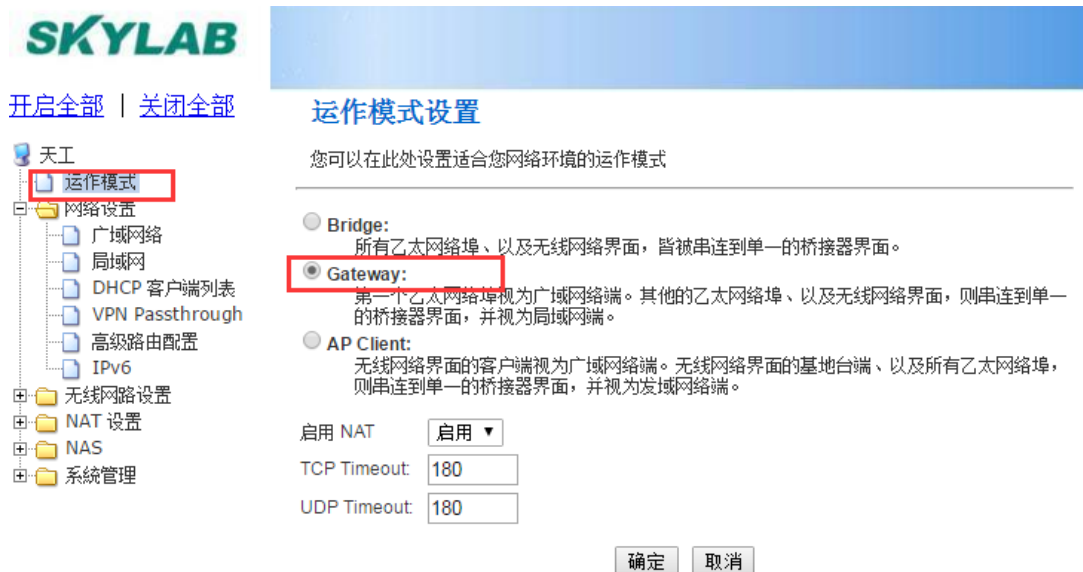 SKYLAB
开启全部 | 关闭全部
天工
运作模式
网络设置
广域网络
局域网
DHCP 客户端列表
VPN Passthrough
高级路由配置
IPv6
无线网路设置
NAT 设置
NAS
系統管理
运作模式设置
您可以在此处设置适合您网络环境的运作模式
Bridge:
所有乙太网络埠、以及无线网络界面，皆被串连到单一的桥接器界面。
Gateway:
第一个乙太网络埠视为广域网络端。其他的乙太网络埠、以及无线网络界面，则串连到单一
的桥接器界面，并视为局域网端。
AP Client:
无线网络界面的客户端视为广域网络端。无线网络界面的基地台端、以及所有乙太网络埠，
则串连到单一的桥接器界面，并视为发域网络端。
启用 NAT 启用
TCP Timeout: 180
UDP Timeout: 180
确定 取消